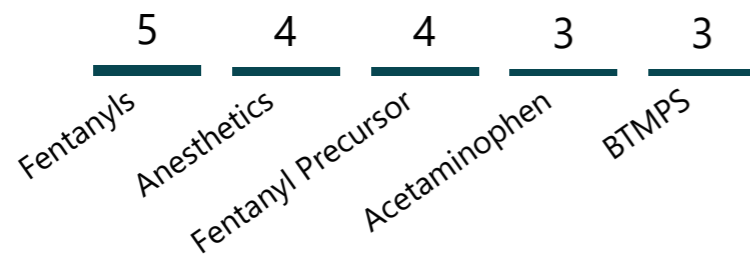 5 4 4 3 3
Fentanyls
Anesthetics
Fentanyl Precursor
Acetaminophen
BTMPS